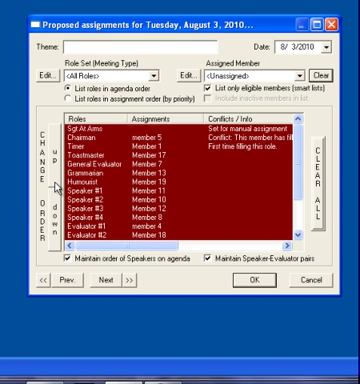 Proposed assignments for Tuesday, August 3, 2010...
Theme:
Date: 8/ 3/2010
Role Set (Meeting Type)
Assigned Member
Edit... <All Roles>
Edit... <Unassigned> Clear
List roles in agenda order
List only eligible members (smart lists)
List roles in assignment order (by priority)
Include inactive members in list
Roles Assignments Conflicts / Info
Sgt At Arms Set for manual assignment
Chairman member 5 Conflict: This member has fill
Timer Member 1 First time filling this role.
Toastmaster Member 17
General Evaluator Member 7
Grammarian Member 13
Humourist Member 19
Speaker #1 Member 11
Speaker #2 Member 10
Speaker #3 Member 12
Speaker #4 Member 8
Evaluator #1 member 4
Evaluator #2 Member 18
CHANGE ORDER
up
down
CLEAR ALL
Maintain order of Speakers on agenda
Maintain Speaker-Evaluator pairs
<< Prev. Next >> OK Cancel